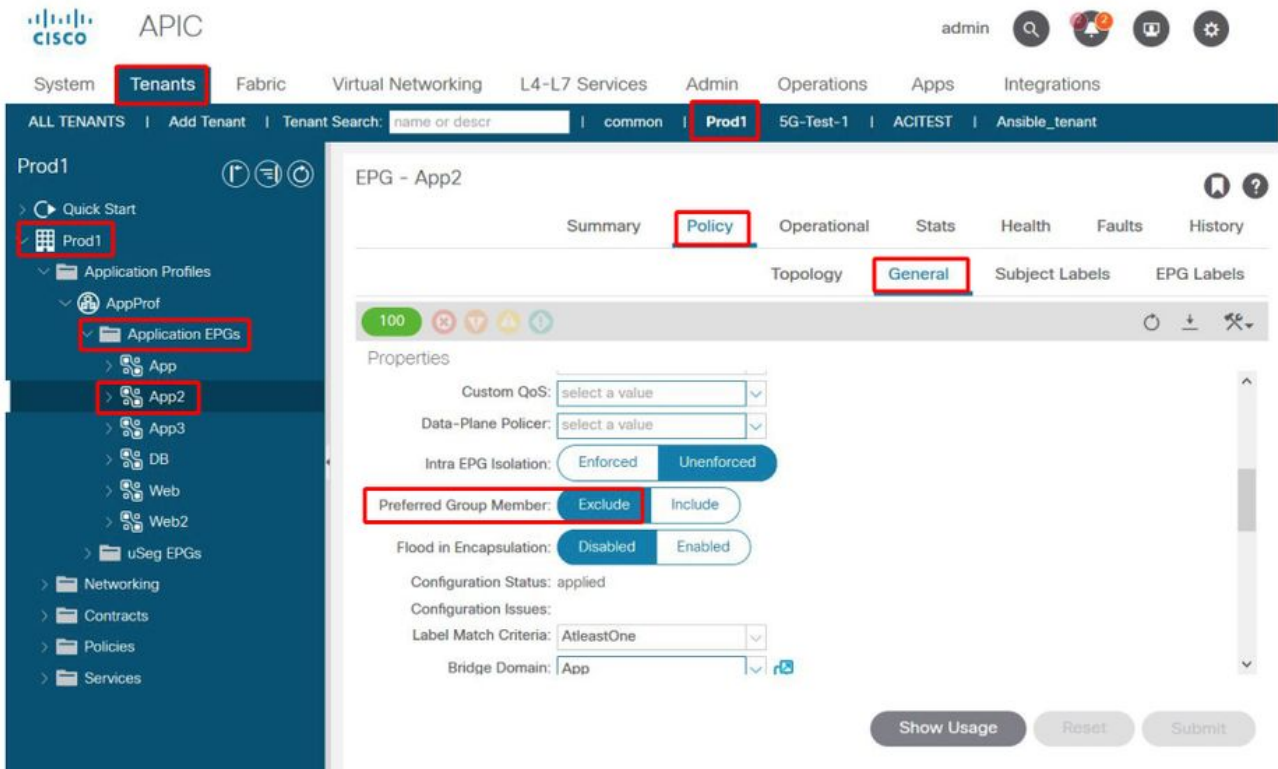 CISCO APIC admin 2 2
System Tenants Fabric Virtual Networking L4-L7 Services Admin Operations Apps Integrations
ALL TENANTS | Add Tenant | Tenant Search: name or descr | common | Prod1 5G-Test-1 | ACITEST | Ansible_tenant
Prod1
Quick Start
Prod1
Application Profiles
AppProf
Application EPGs
App
App2
App3
DB
Web
Web2
uSeg EPGs
Networking
Contracts
Policies
Services
EPG - App2
Summary Policy Operational Stats Health Faults History
Topology General Subject Labels EPG Labels
100
Properties
Custom QoS: select a value
Data-Plane Policer: select a value
Intra EPG Isolation: Enforced Unenforced
Preferred Group Member: Exclude Include
Flood in Encapsulation: Disabled Enabled
Configuration Status: applied
Configuration Issues:
Label Match Criteria: AtleastOne
Bridge Domain: App
Show Usage Reset Submit